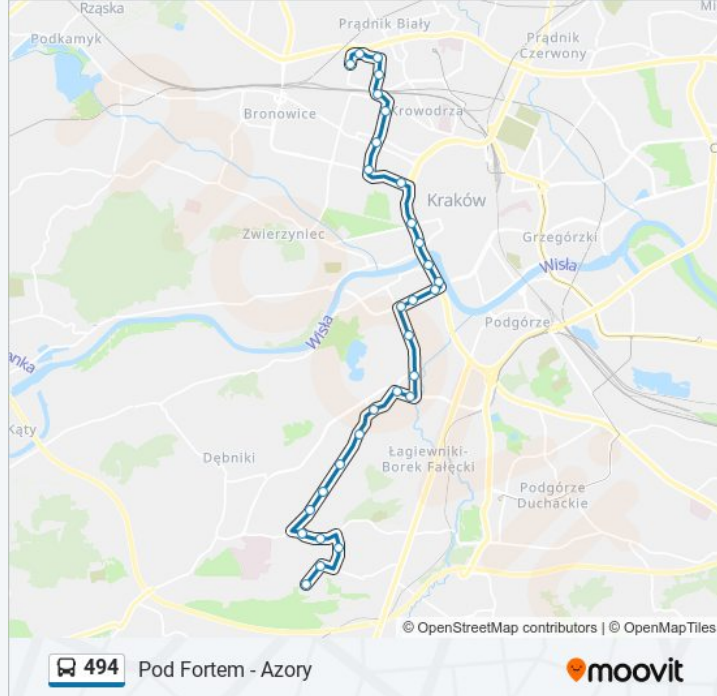 Rząska
Prądnik Biały
Mi
Podkamyk
Prądnik
Czerwony
Bronowice
Krowodrza
C
Kraków
Zwierzyniec
Grzegórzki
Wisła
Wisła
Podgórze
anka
Kąty
Dębniki
Łagiewniki-
Borek Fałęcki
Podgórze
Duchackie
© OpenStreetMap contributors | © OpenMapTiles
494 Pod Fortem - Azory
moovit